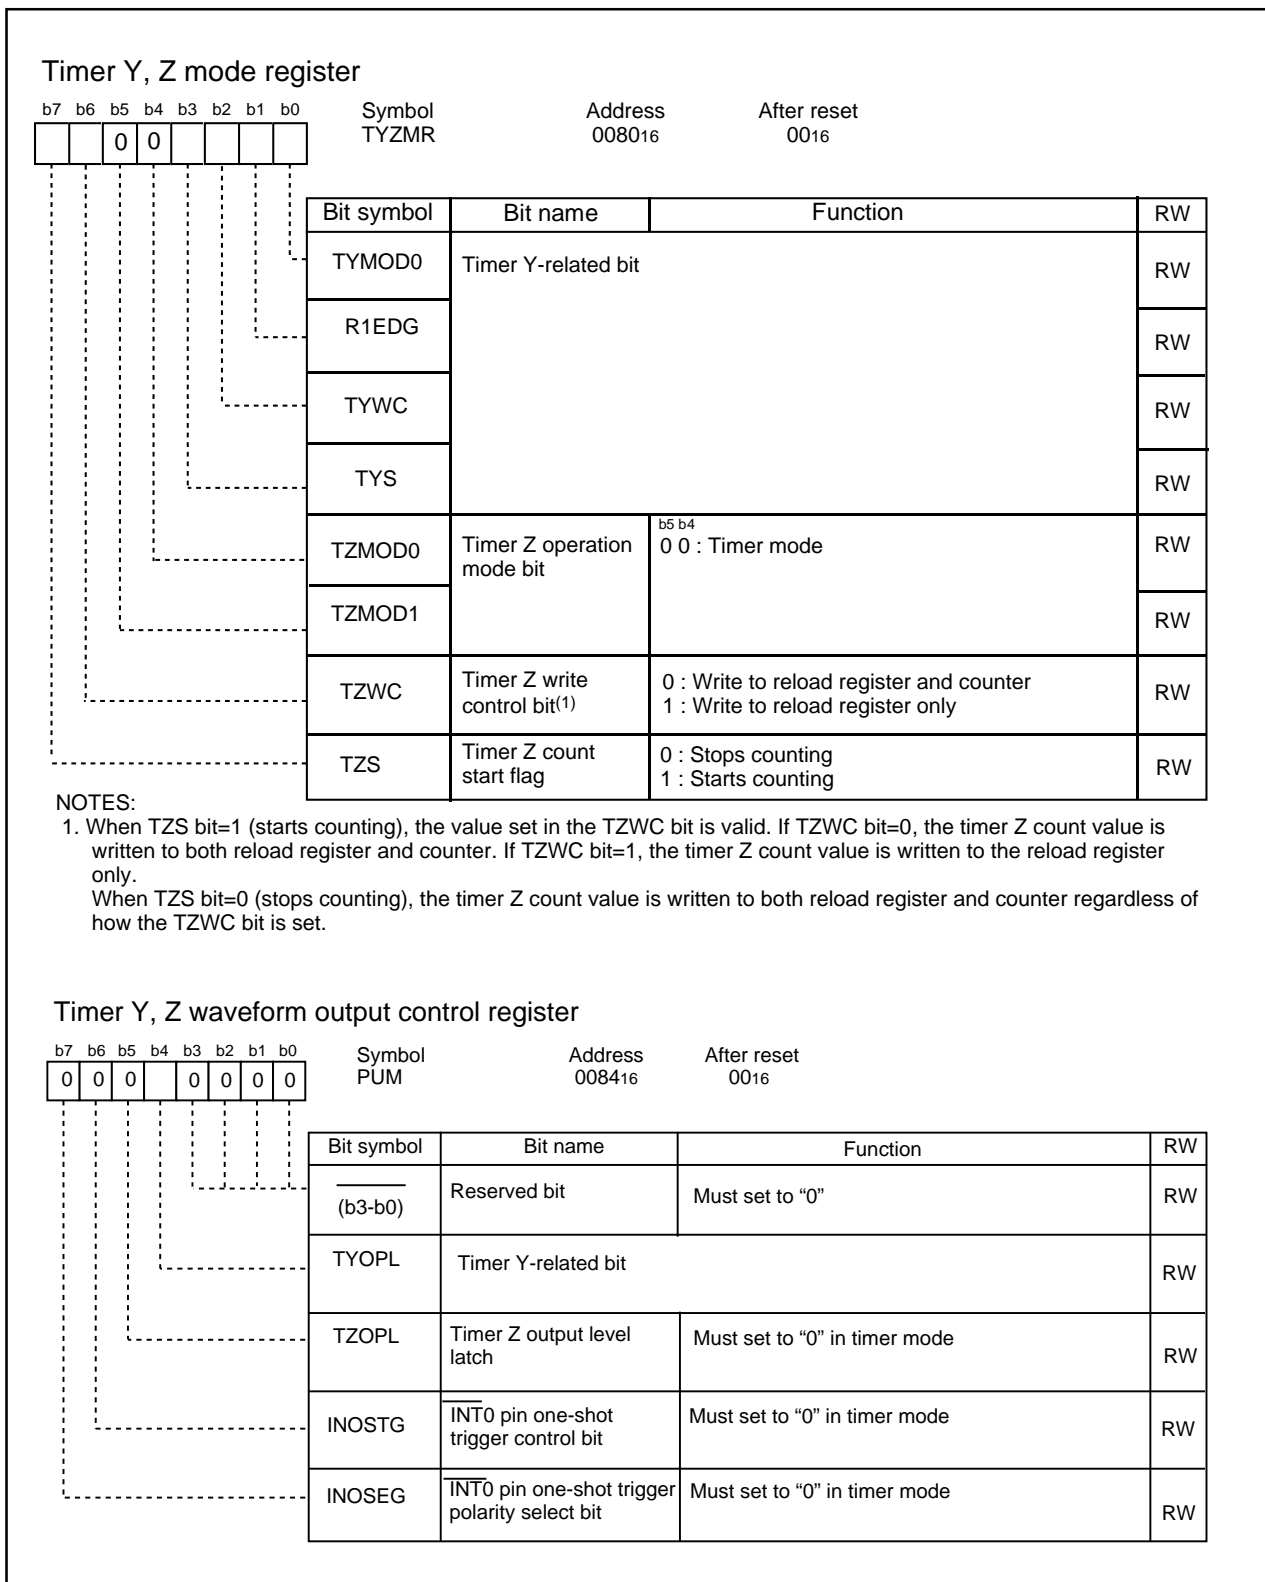 Timer Y, Z mode register
b7 b6 b5 b4 b3 b2 b1 b0 Symbol Address After reset
0 0 TYZMR 008016 0016
Bit symbol Bit name Function RW
TYMOD0 Timer Y-related bit RW
R1EDG RW
TYWC RW
TYS RW
b5 b4
TZMOD0 Timer Z operation 0 0 : Timer mode RW
mode bit
TZMOD1 RW
Timer Z write 0 : Write to reload register and counter
TZWC control bit(1) 1 : Write to reload register only RW
Timer Z count 0 : Stops counting
TZS start flag 1 : Starts counting RW
NOTES:
1. When TZS bit=1 (starts counting), the value set in the TZWC bit is valid. If TZWC bit=0, the timer Z count value is
written to both reload register and counter. If TZWC bit=1, the timer Z count value is written to the reload register
only.
When TZS bit=0 (stops counting), the timer Z count value is written to both reload register and counter regardless of
how the TZWC bit is set.
Timer Y, Z waveform output control register
b7 b6 b5 b4 b3 b2 b1 b0 Symbol Address After reset
0 0 0 0 0 0 0 PUM 008416 0016
Bit symbol Bit name Function RW
(b3-b0) Reserved bit Must set to “0” RW
TYOPL Timer Y-related bit RW
TZOPL Timer Z output level Must set to “0” in timer mode RW
latch
INOSTG INT0 pin one-shot Must set to “0” in timer mode RW
trigger control bit
INOSEG INT0 pin one-shot trigger Must set to “0” in timer mode RW
polarity select bit